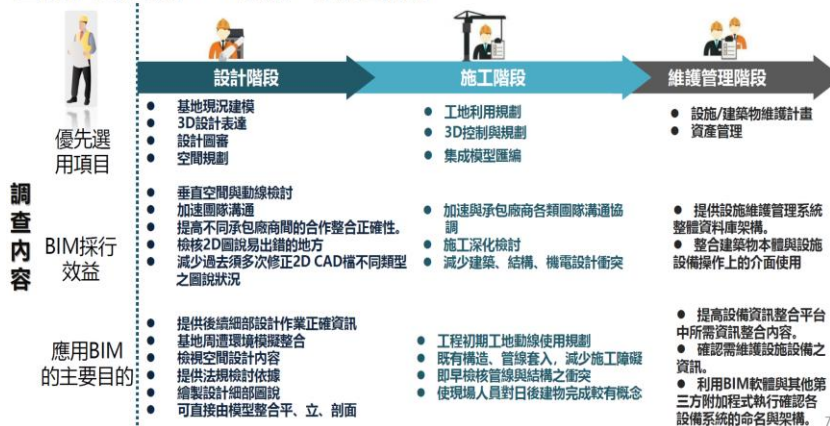 設計階段
施工階段
維護管理階段
調查內容
優先選
用項目
● 基地現況建模
● 3D設計表達
● 設計圖審
● 空間規劃
● 工地利用規劃
● 3D控制與規劃
● 集成模型匯編
● 設施/建築物維護計畫
● 資產管理
BIM採行
效益
● 垂直空間與動線檢討
● 加速團隊溝通
● 提高不同承包廠商間的合作整合正確性。
● 檢核2D圖說易出錯的地方
● 減少過去須多次修正2D CAD檔不同類型
之圖說狀況
● 加速與承包廠商各類團隊溝通協
調
● 施工深化檢討
● 減少建築、結構、機電設計衝突
● 提供設施維護管理系統
整體資料庫架構。
● 整合建築物本體與設施
設備操作上的介面使用
應用BIM
的主要目的
● 提供後續細部設計作業正確資訊
● 基地周遭環境模擬整合
● 檢視空間設計內容
● 提供法規檢討依據
● 繪製設計細部圖說
● 可直接由模型整合平、立、剖面
● 工程初期工地動線使用規劃
● 既有構造、管線套入，減少施工障礙
● 即早檢核管線與結構之衝突
● 使現場人員對日後建物完成較有概念
● 提高設備資訊整合平台
中所需資訊整合內容。
● 確認需維護設施設備之
資訊。
● 利用BIM軟體與其他第
三方附加程式執行確認各
設備系統的命名與架構。
7